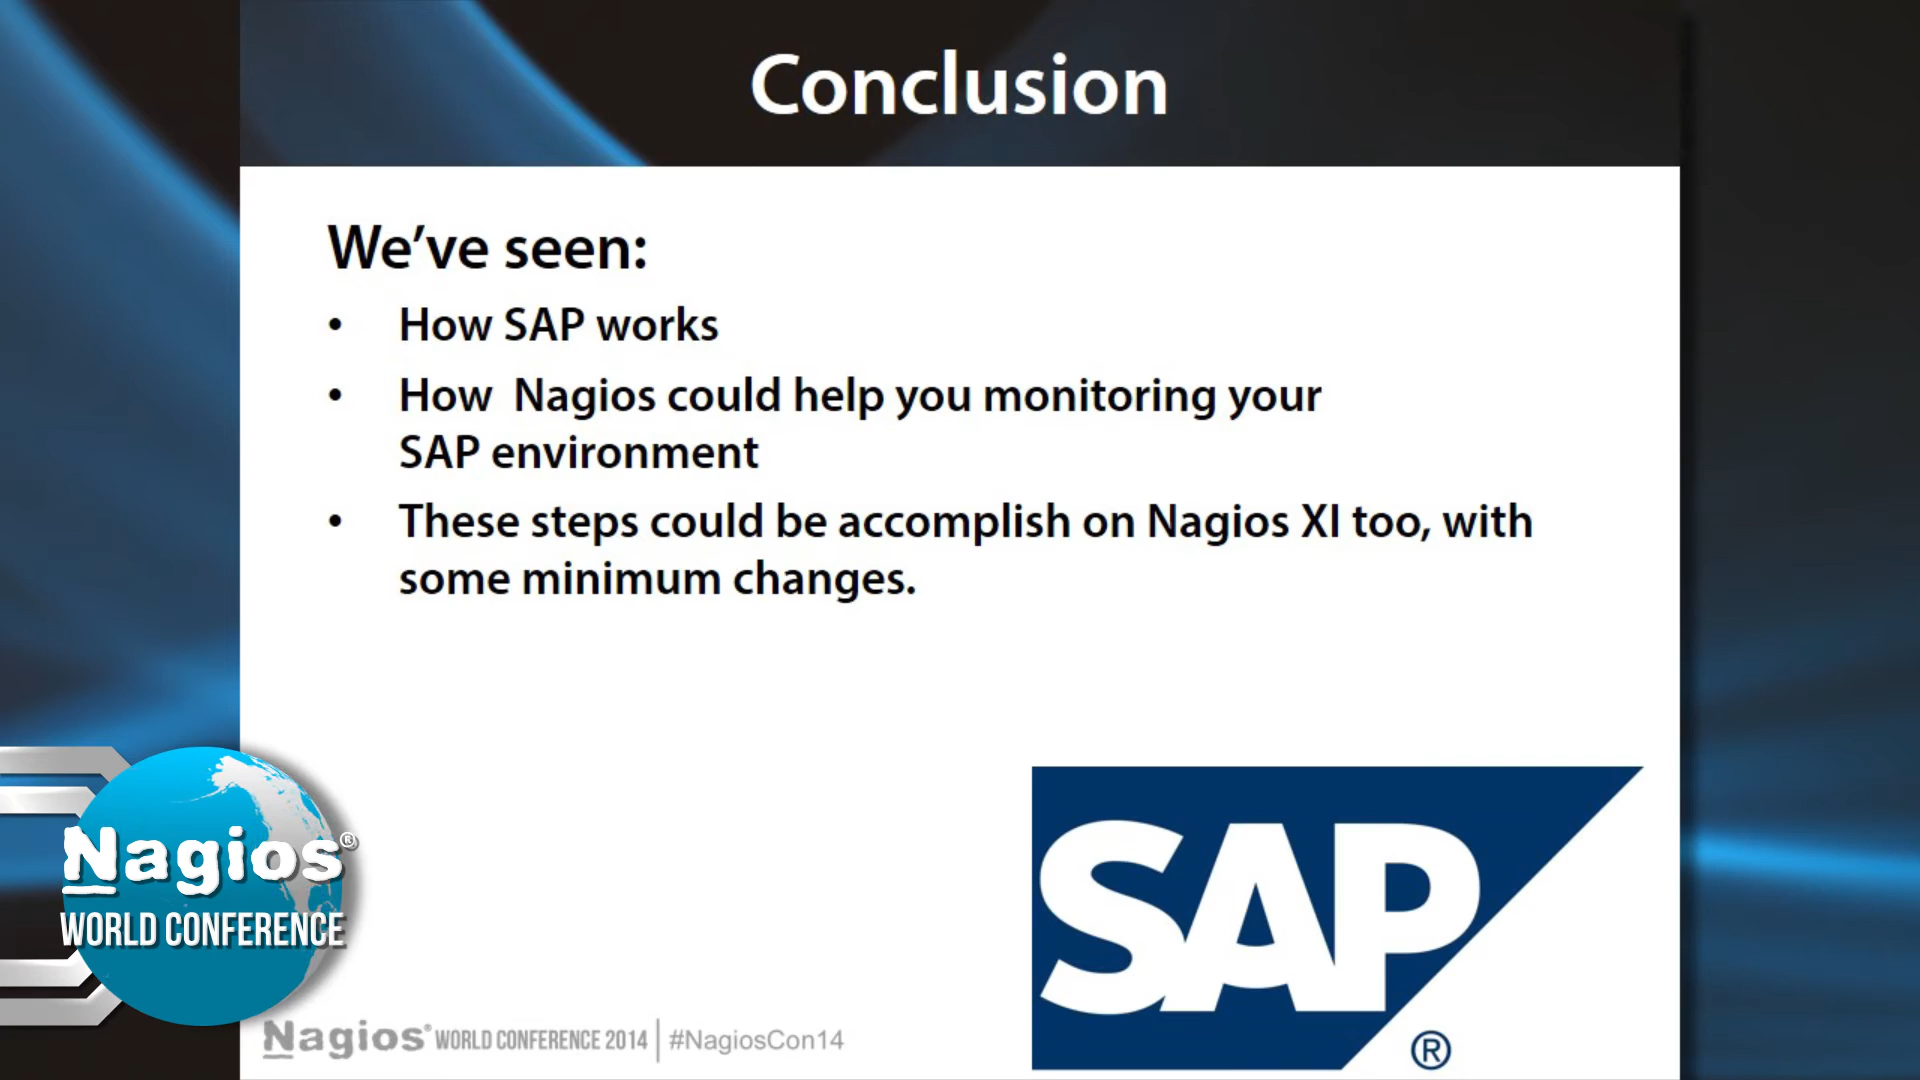 Conclusion
We've seen:
• How SAP works
• How  Nagios could help you monitoring your
SAP environment
• These steps could be accomplish on Nagios XI too, with
some minimum changes.
Nagios®
WORLD CONFERENCE
SAP
®
Nagios® WORLD CONFERENCE 2014 | #NagiosCon14